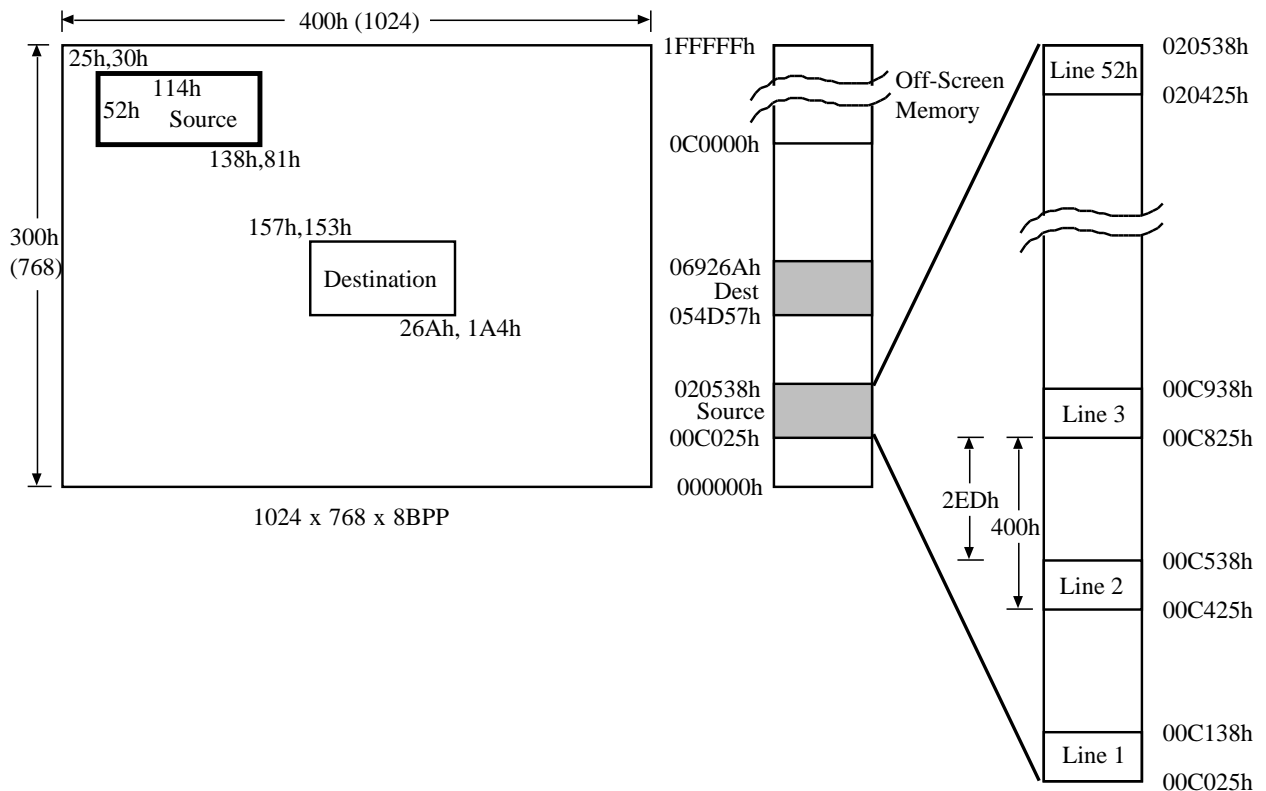 400h (1024)
25h,30h
114h
52h
Source
138h,81h
300h
(768)
157h,153h
Destination
26Ah, 1A4h
1024 x 768 x 8BPP
1FFFFFh
Off-Screen
Memory
0C0000h
06926Ah
Dest
054D57h
020538h
Source
00C025h
000000h
020538h
Line 52h
020425h
00C938h
Line 3
00C825h
2EDh
400h
00C538h
Line 2
00C425h
00C138h
Line 1
00C025h